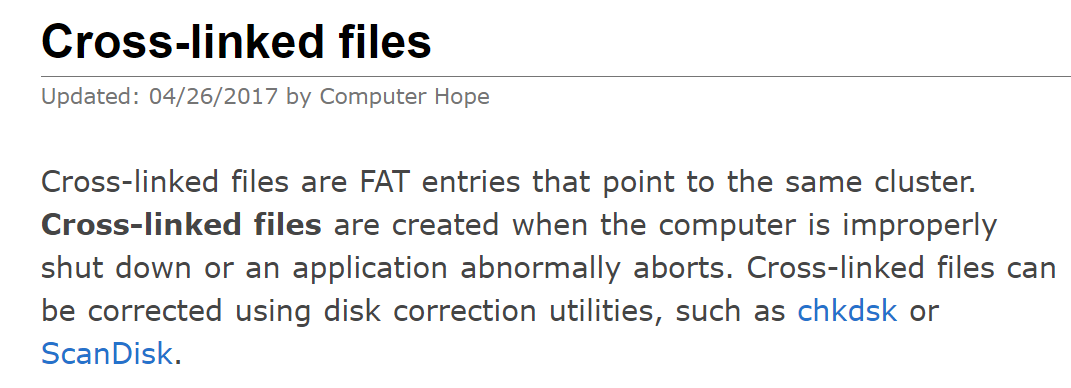 Cross-linked files
Updated: 04/26/2017 by Computer Hope
Cross-linked files are FAT entries that point to the same cluster.
Cross-linked files are created when the computer is improperly
shut down or an application abnormally aborts. Cross-linked files can
be corrected using disk correction utilities, such as chkdsk or
ScanDisk.